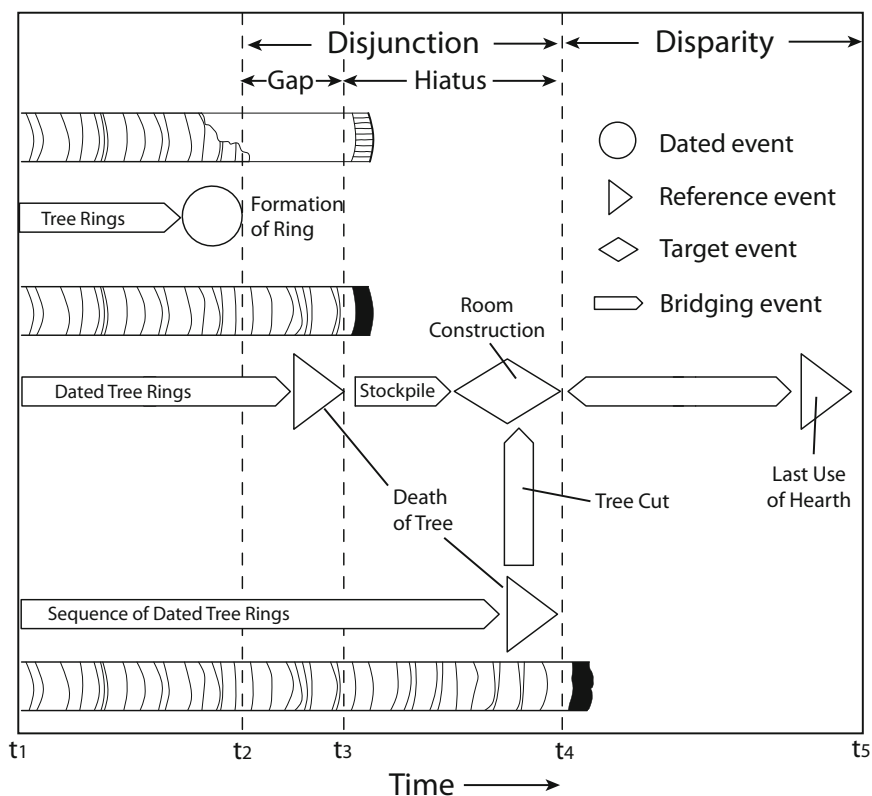 Disjunction
Disparity
Gap
Hiatus
Dated event
Reference event
Target event
Bridging event
Tree Rings
Formation
of Ring
Room
Construction
Dated Tree Rings
Stockpile
Death
of Tree
Tree Cut
Last Use
of Hearth
Sequence of Dated Tree Rings
t1
t2
t3
t4
t5
Time